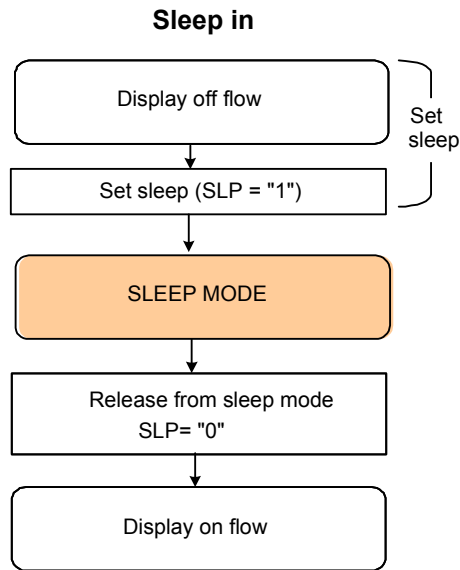 Sleep in
Display off flow
Set
sleep
Set sleep (SLP = "1")
SLEEP MODE
Release from sleep mode
SLP= "0"
Display on flow